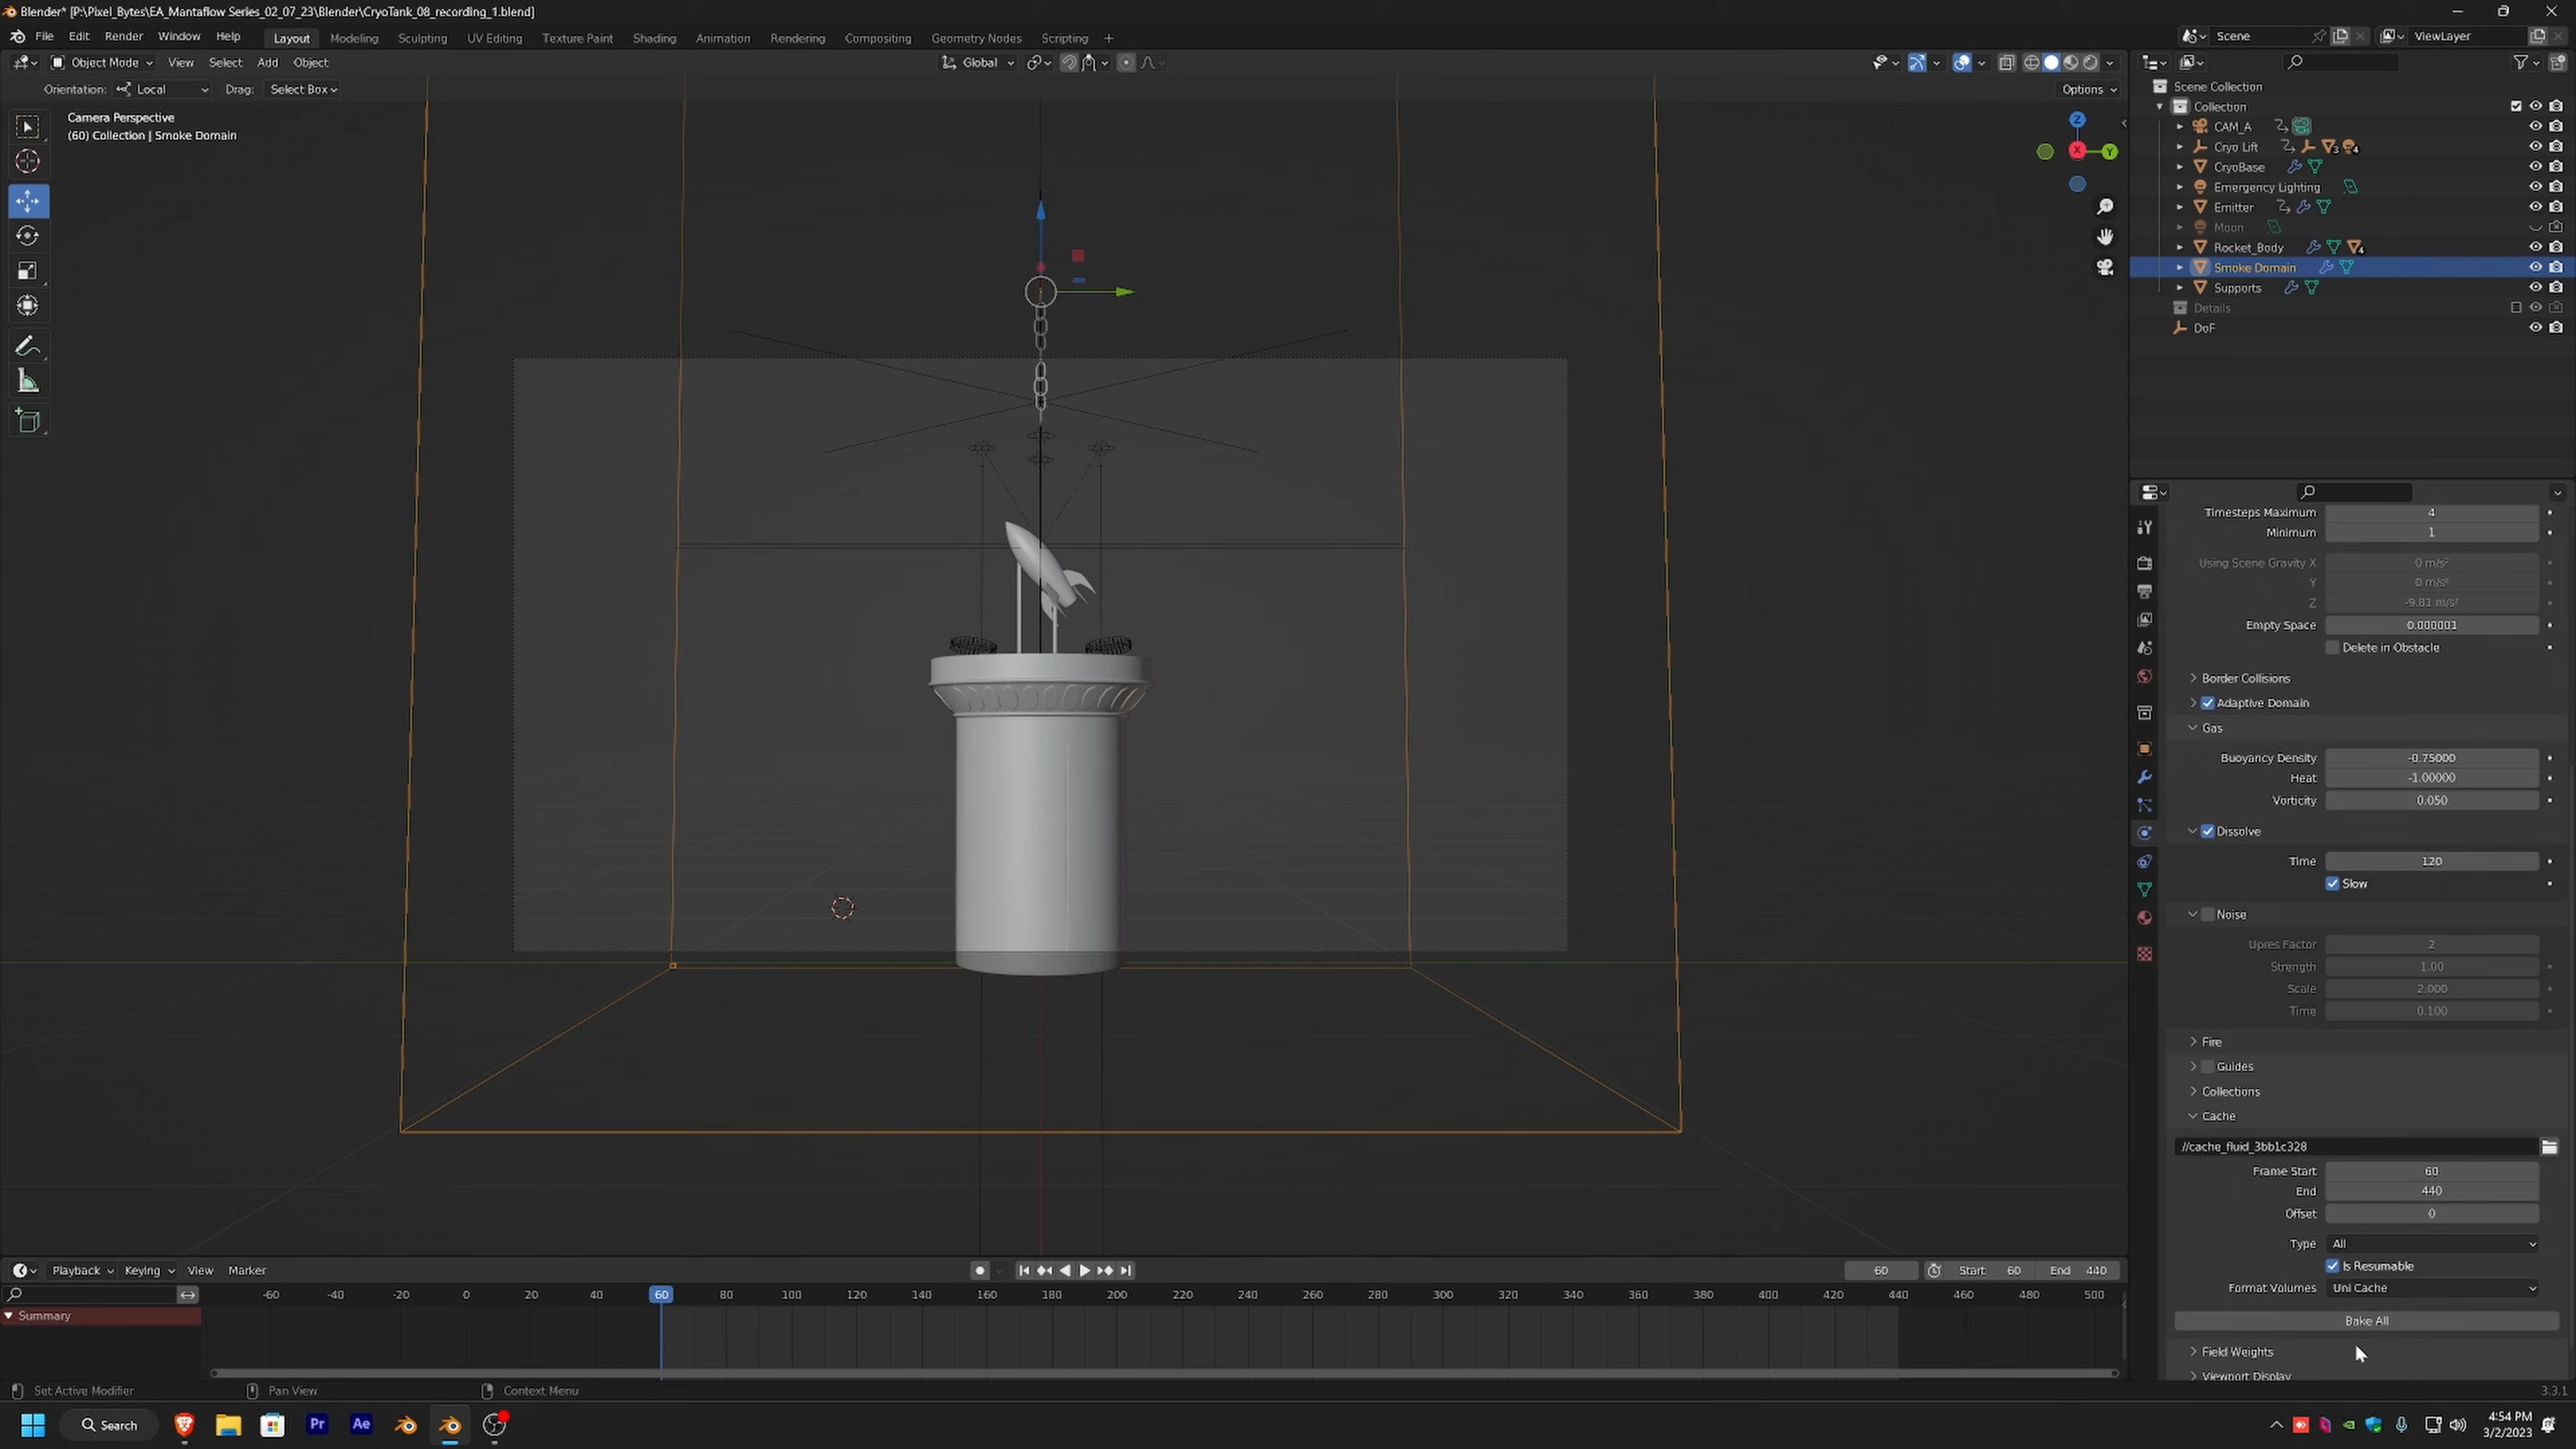 Blender* [P:\Pixel_Bytes\EA_Mantaflow Series_02_07_23\Blender\CryoTank_08_recording_1.blend]
File Edit Render Window Help
Layout Modeling Sculpting UV Editing Texture Paint Shading Animation Rendering Compositing Geometry Nodes Scripting +
Scene
ViewLayer
Object Mode View Select Add Object
Global
Orientation: Local Drag: Select Box
Options
Camera Perspective
(60) Collection | Smoke Domain
Z
X
Y
Scene Collection
Collection
CAM_A
Cryo Lift 3 4
CryoBase
Emergency Lighting
Emitter
Moon
Rocket_Body 4
Smoke Domain
Supports
Details
DoF
Timesteps Maximum 4
Minimum 1
Using Scene Gravity X 0 m/s²
Y 0 m/s²
Z -9.81 m/s²
Empty Space 0.000001
Delete in Obstacle
Border Collisions
Adaptive Domain
Gas
Buoyancy Density -0.75000
Heat -1.00000
Vorticity 0.050
Dissolve
Time 120
Slow
Noise
Upres Factor 2
Strength 1.00
Scale 2.000
Time 0.100
Fire
Guides
Collections
Cache
//cache_fluid_3bb1c328
Frame Start 60
End 440
Offset 0
Type All
Is Resumable
Format Volumes Uni Cache
Bake All
Field Weights
Viewport Display
Playback Keying View Marker
60 Start 60 End 440
-60 -40 -20 0 20 40 60 80 100 120 140 160 180 200 220 240 260 280 300 320 340 360 380 400 420 440 460 480 500
Summary
Set Active Modifier Pan View Context Menu
3.3.1
Search
Pr
Ae
4:54 PM
3/2/2023